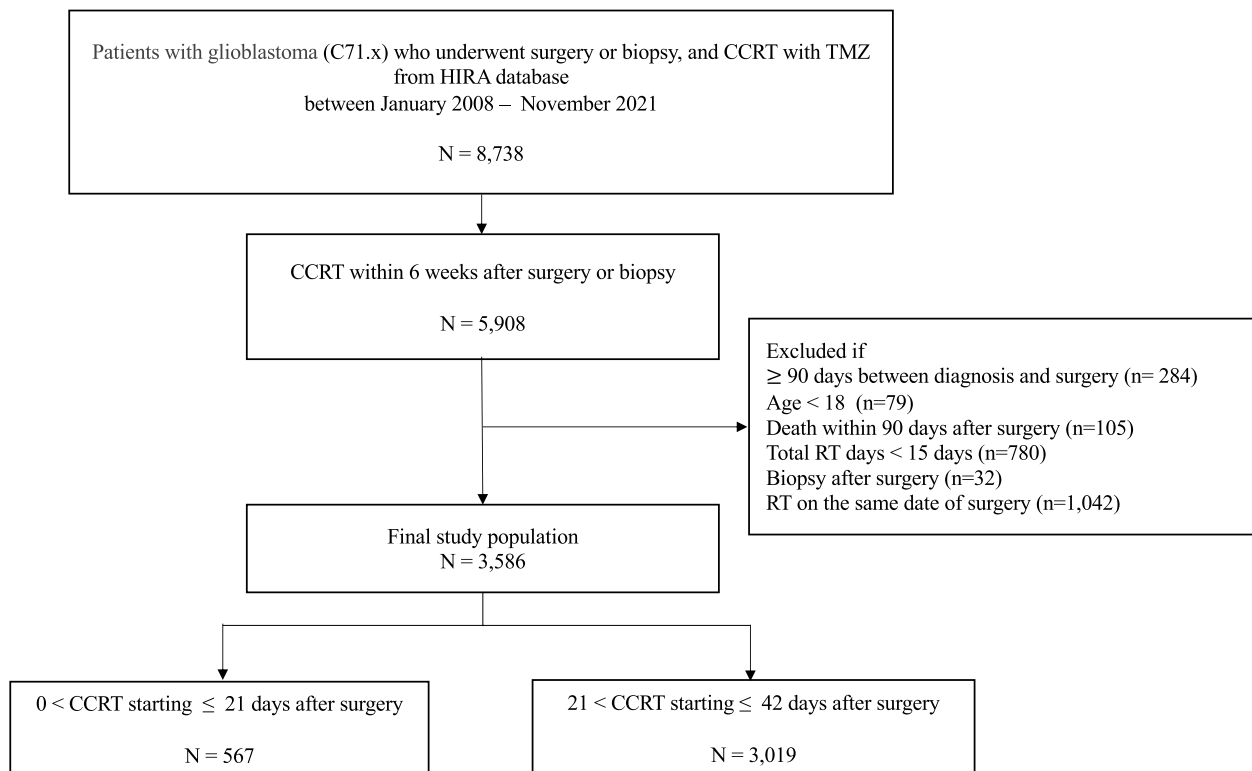 Patients with glioblastoma (C71.x) who underwent surgery or biopsy, and CCRT with TMZ
from HIRA database
between January 2008 – November 2021
N = 8,738
CCRT within 6 weeks after surgery or biopsy
N = 5,908
Excluded if
≥ 90 days between diagnosis and surgery (n= 284)
Age < 18 (n=79)
Death within 90 days after surgery (n=105)
Total RT days < 15 days (n=780)
Biopsy after surgery (n=32)
RT on the same date of surgery (n=1,042)
Final study population
N = 3,586
0 < CCRT starting ≤ 21 days after surgery
N = 567
21 < CCRT starting ≤ 42 days after surgery
N = 3,019